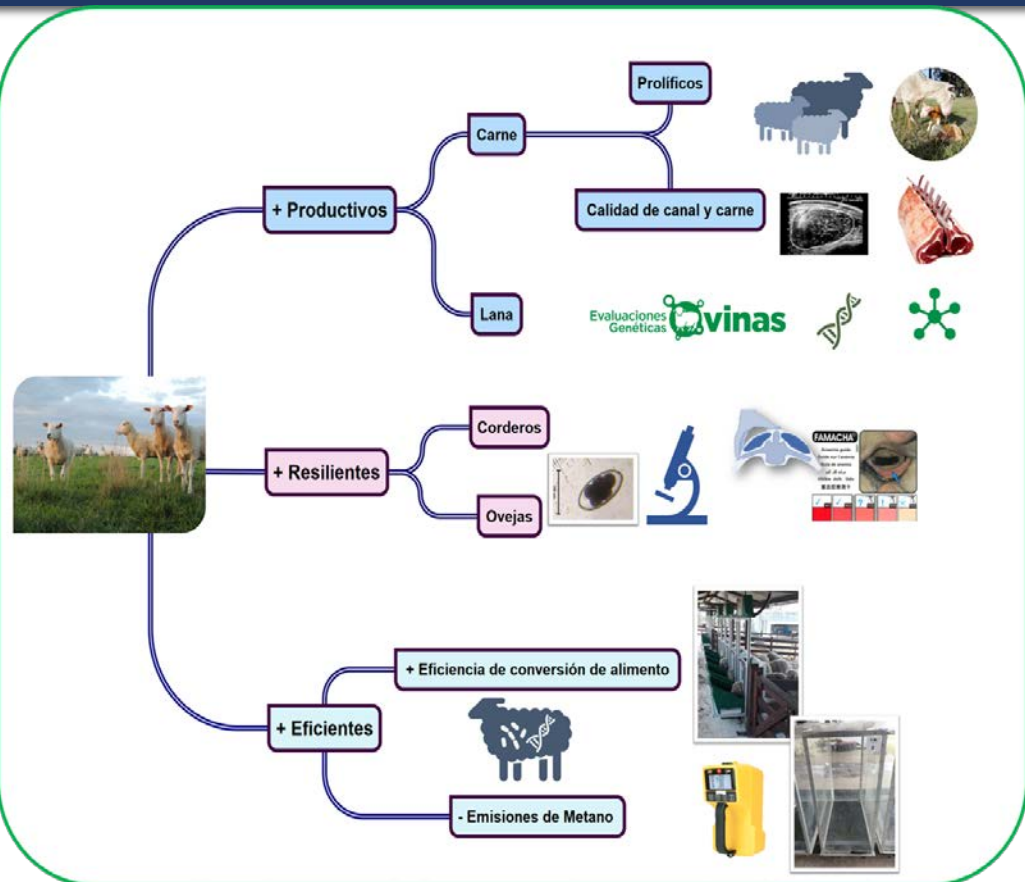 Prolíficos
Carne
+ Productivos
Calidad de canal y carne
Lana
Evaluaciones
Genéticas
Ovinas
Corderos
+ Resilientes
Ovejas
FAMACHA
+ Eficiencia de conversión de alimento
+ Eficientes
- Emisiones de Metano